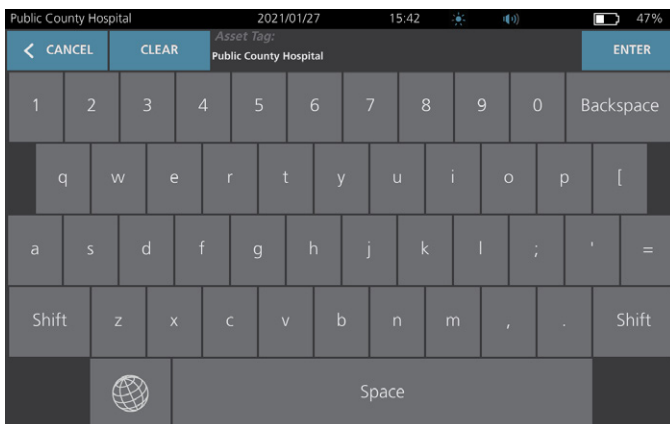 Public County Hospital 2021/01/27 15:42 47%
CANCEL CLEAR Asset Tag: ENTER
Public County Hospital
1 2 3 4 5 6 7 8 9 0 Backspace
q w e r t y u i o p [
a s d f g h j k l ; ' =
Shift z x c v b n m , . Shift
Space